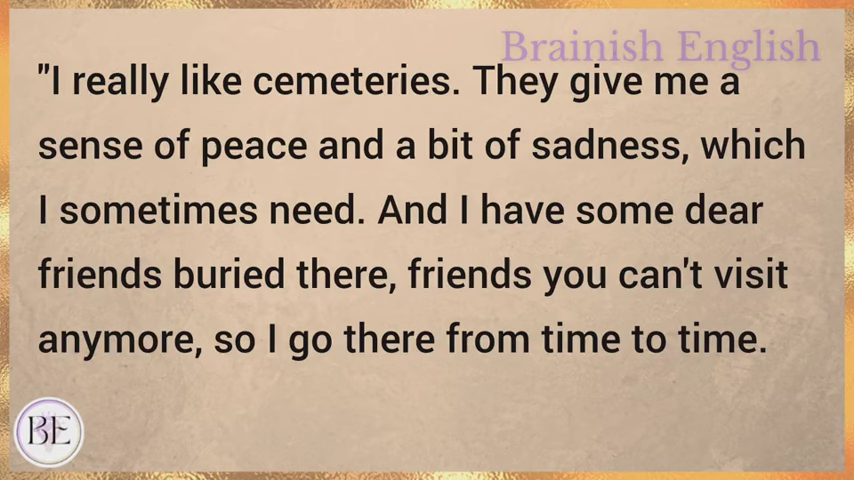 Brainish English
"I really like cemeteries. They give me a
sense of peace and a bit of sadness, which
I sometimes need. And I have some dear
friends buried there, friends you can't visit
anymore, so I go there from time to time.
BE